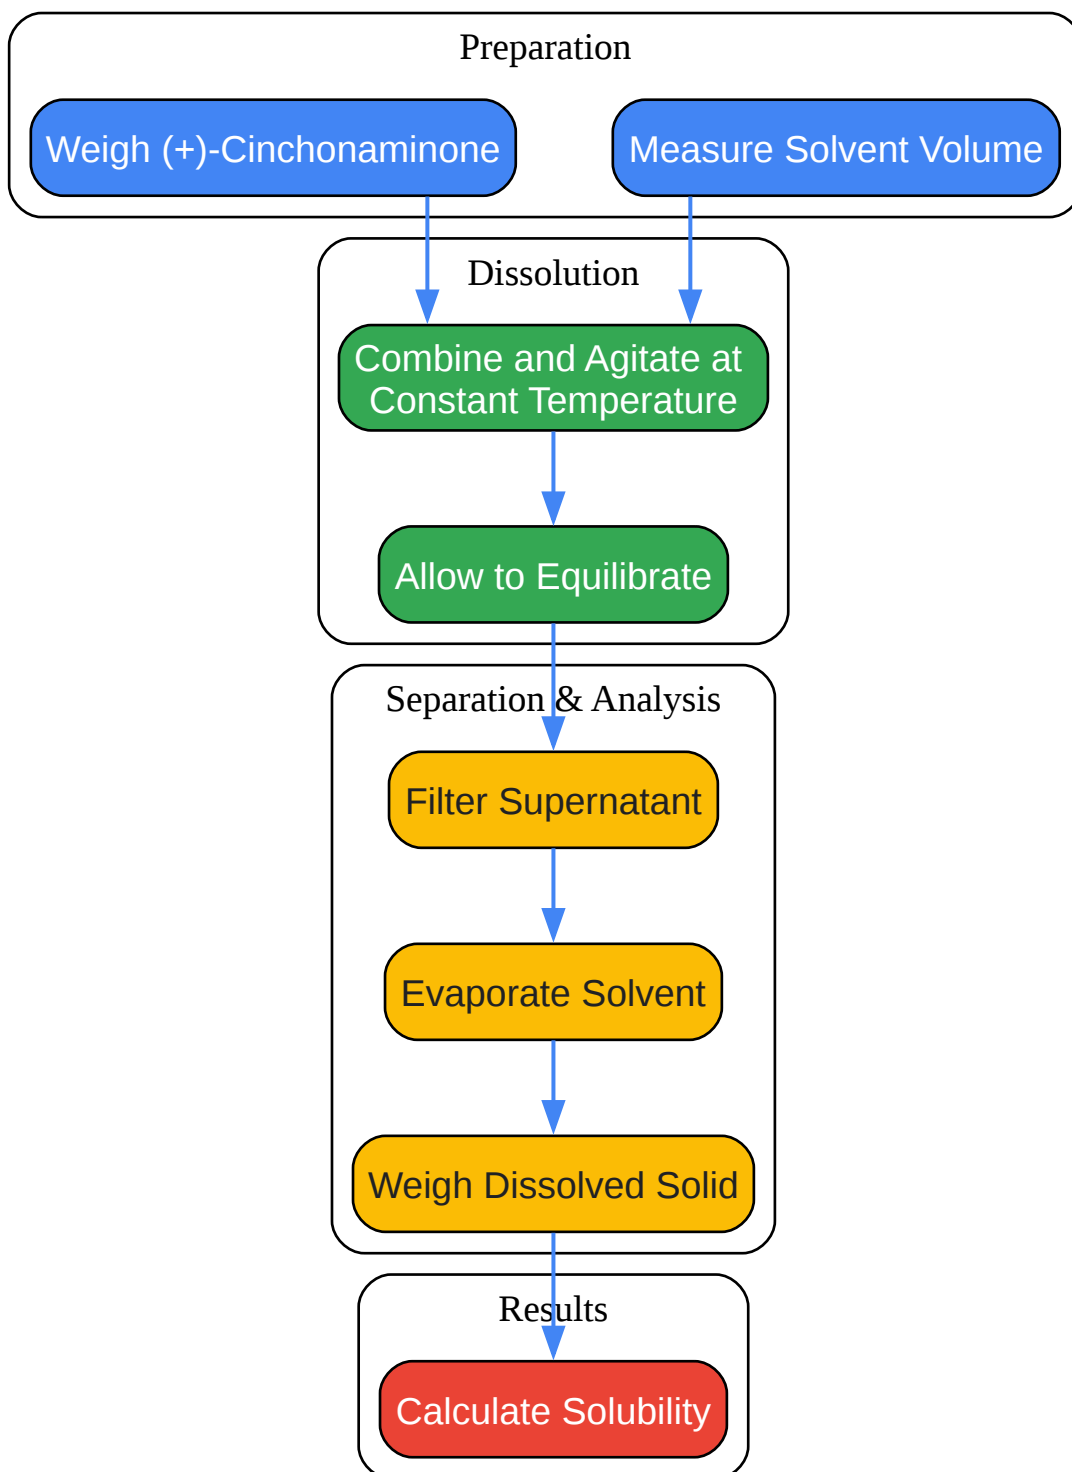 Preparation
Weigh (+)-Cinchonaminone
Measure Solvent Volume
Dissolution
Combine and Agitate at
Constant Temperature
Allow to Equilibrate
Separation & Analysis
Filter Supernatant
Evaporate Solvent
Weigh Dissolved Solid
Results
Calculate Solubility